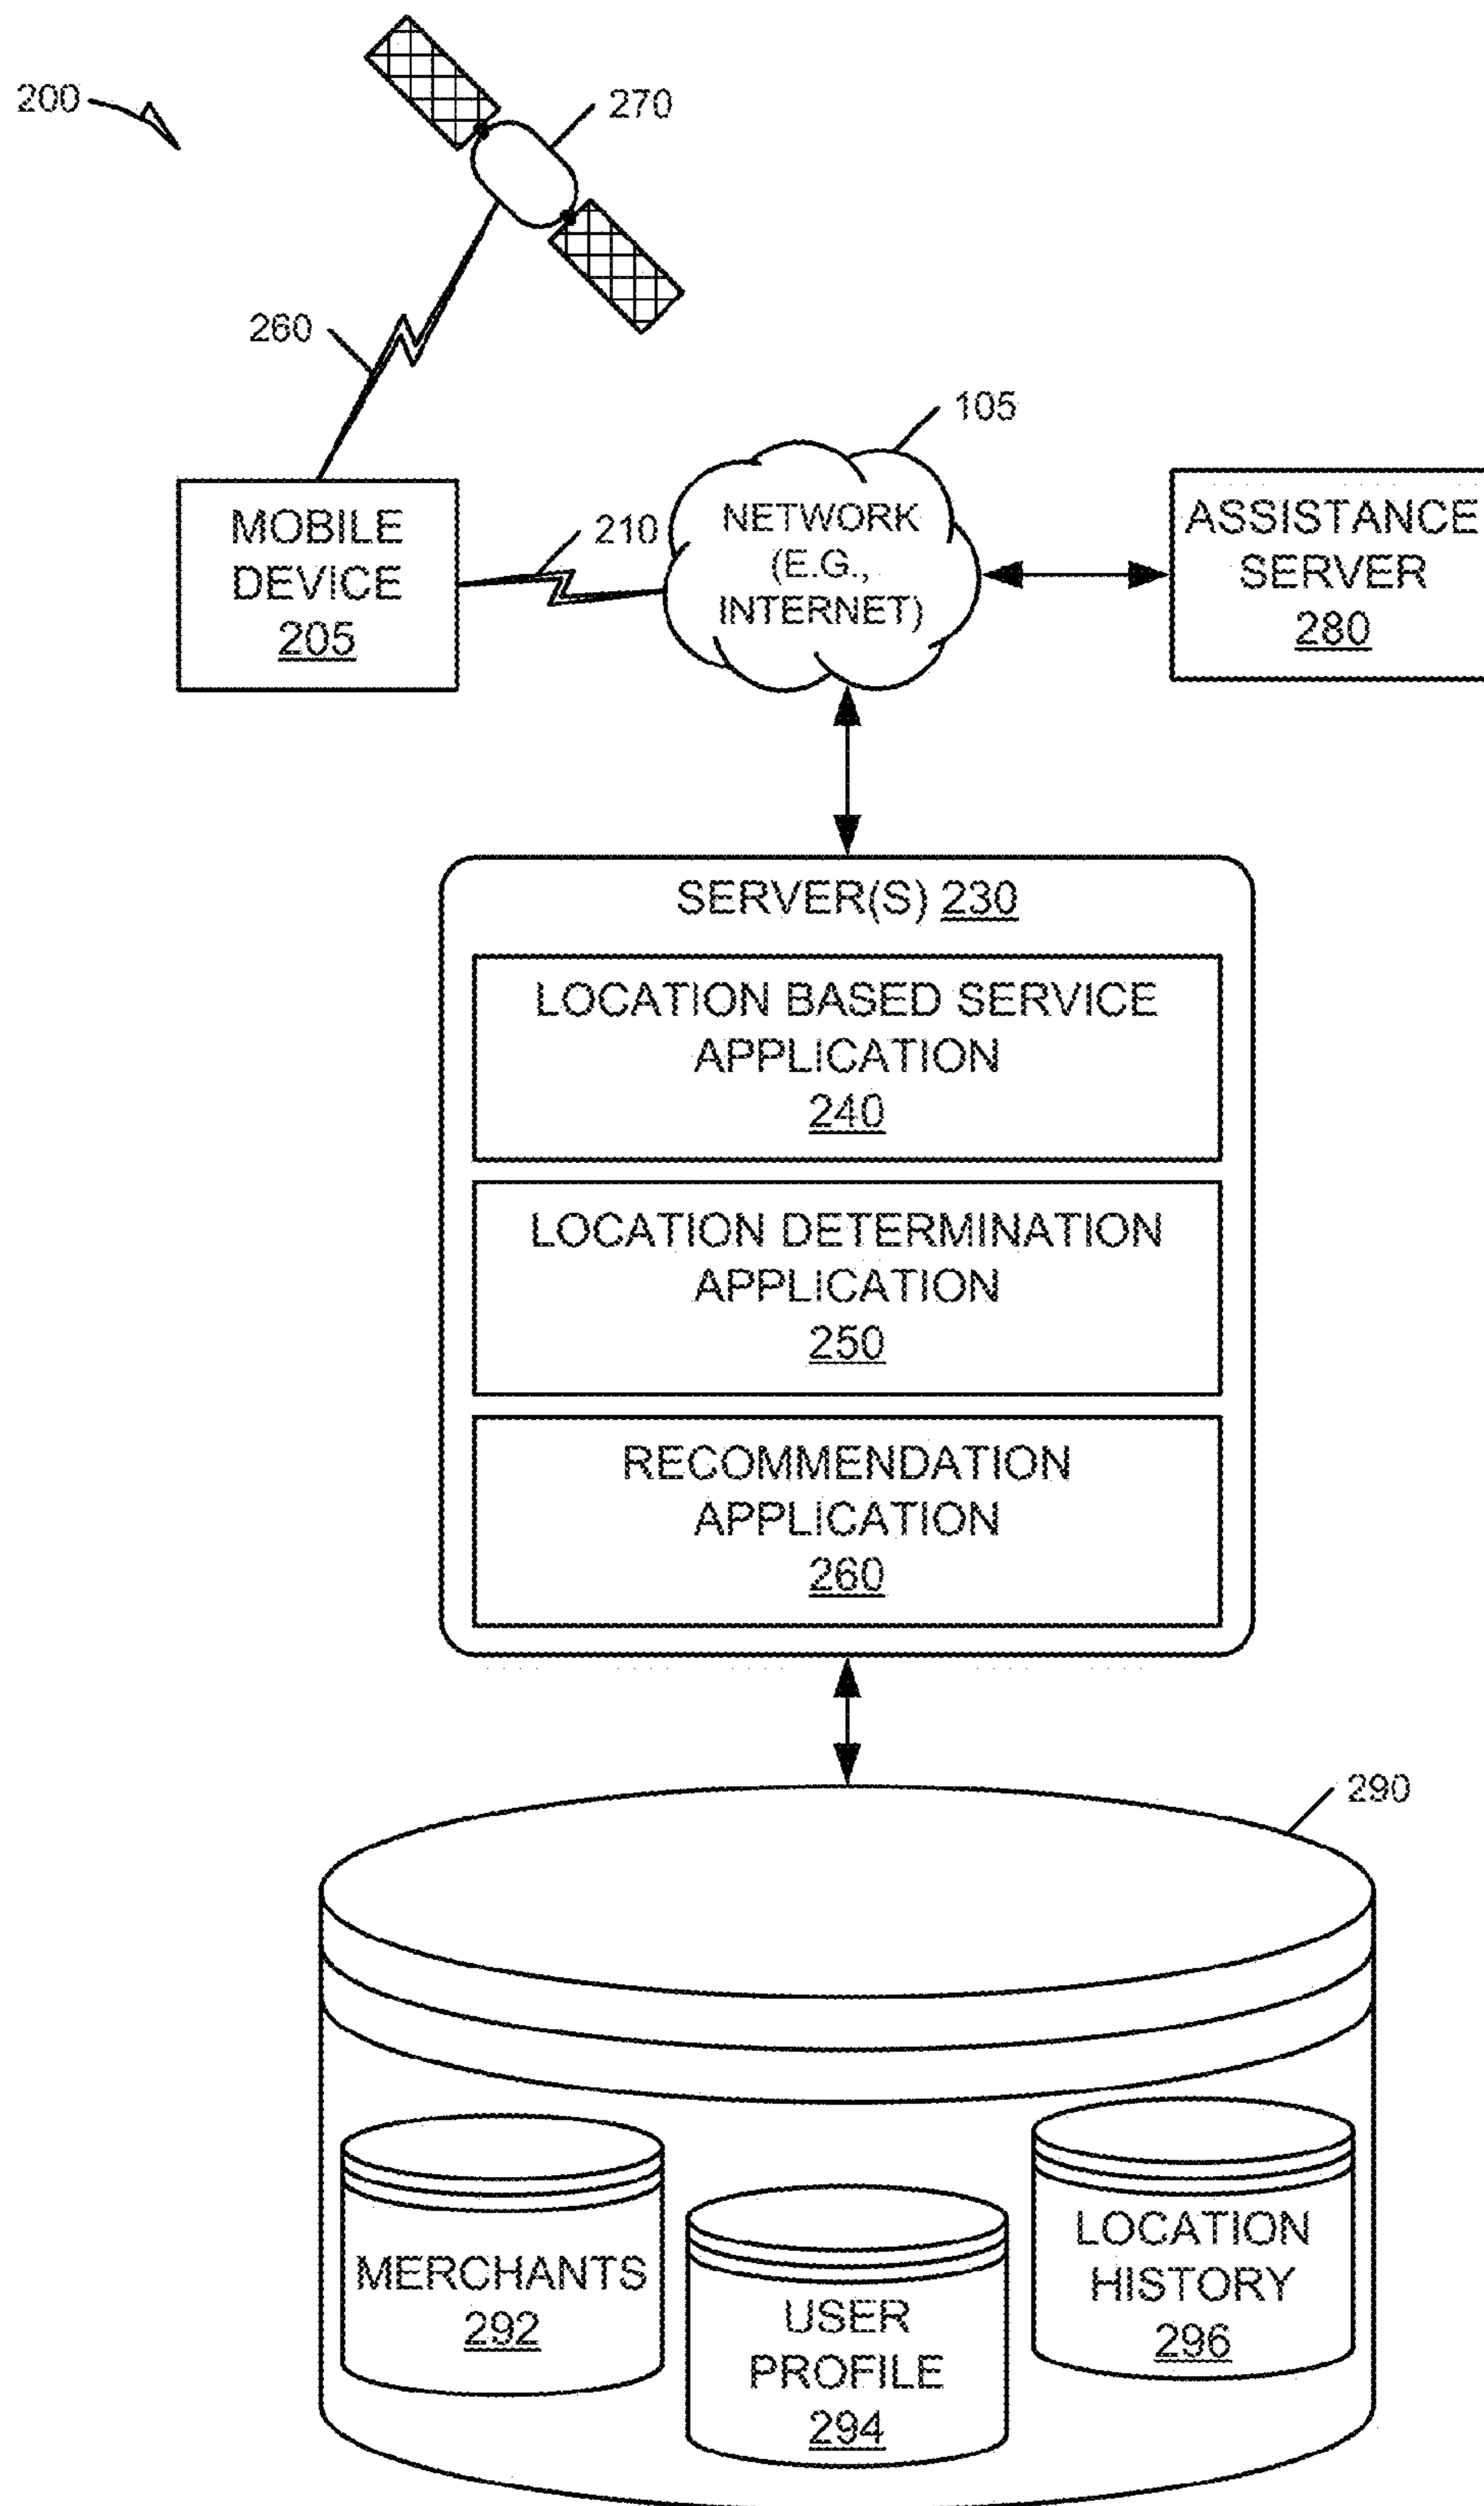 200
270
260
105
MOBILE
DEVICE
205
210
NETWORK
(E.G.,
INTERNET)
ASSISTANCE
SERVER
280
SERVER(S) 230
LOCATION BASED SERVICE
APPLICATION
240
LOCATION DETERMINATION
APPLICATION
250
RECOMMENDATION
APPLICATION
260
290
MERCHANTS
292
USER
PROFILE
294
LOCATION
HISTORY
296